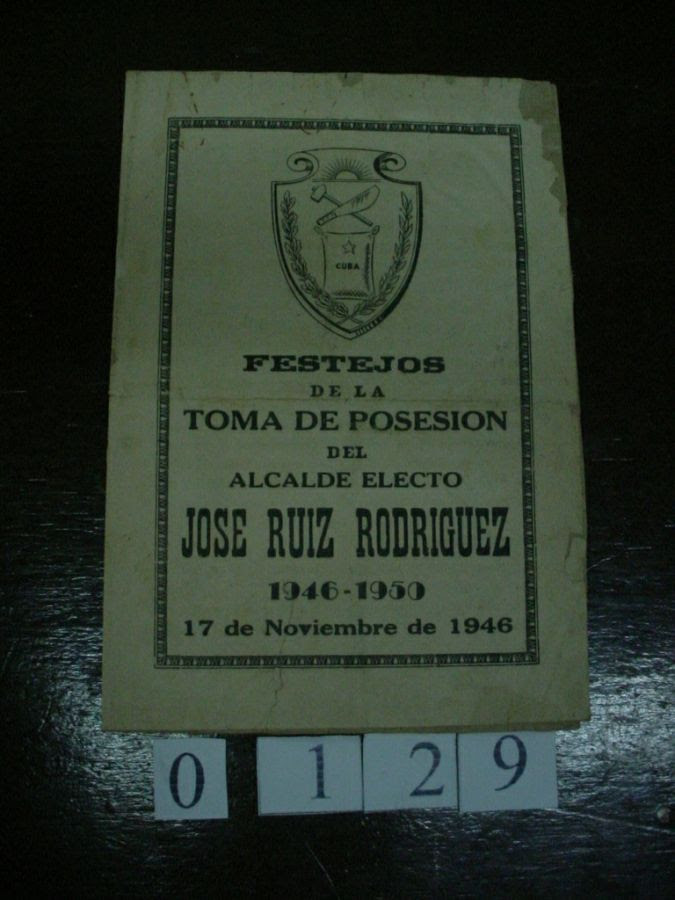 CUBA
FESTEJOS
DE LA
TOMA DE POSESION
DEL
ALCALDE ELECTO
JOSE RUIZ RODRIGUEZ
1946-1950
17 de Noviembre de 1946
0 1 2 9